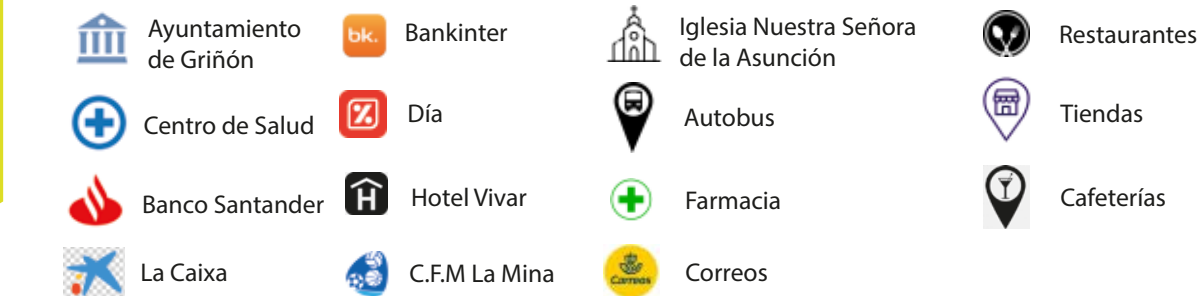 Ayuntamiento
de Griñón
Centro de Salud
Banco Santander
La Caixa
bk.
Bankinter
Día
Hotel Vivar
C.F.M La Mina
Iglesia Nuestra Señora
de la Asunción
Autobus
Farmacia
Correos
Correos
Restaurantes
Tiendas
Cafeterías